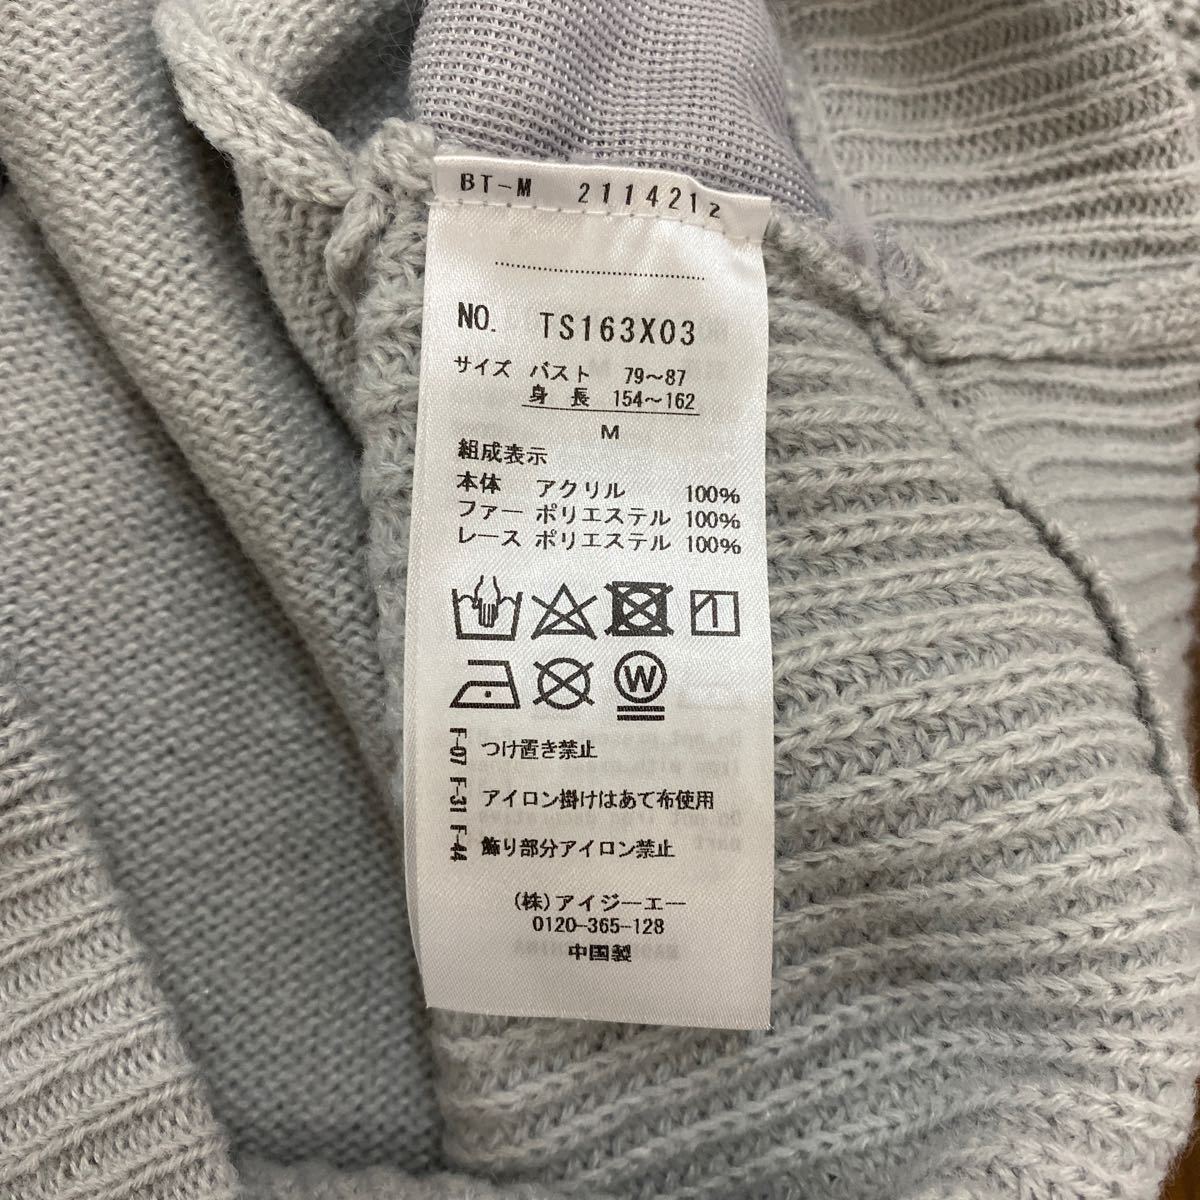 BT-M 2114212
NO. TS163X03
サイズ バスト 79～87
身 長 154～162
M
組成表示
本体 アクリル 100%
ファー ポリエステル 100%
レース ポリエステル 100%
W
F-07 つけ置き禁止
F-31 アイロン掛けはあて布使用
F-44 飾り部分アイロン禁止
(株)アイジーエー
0120-365-128
中国製